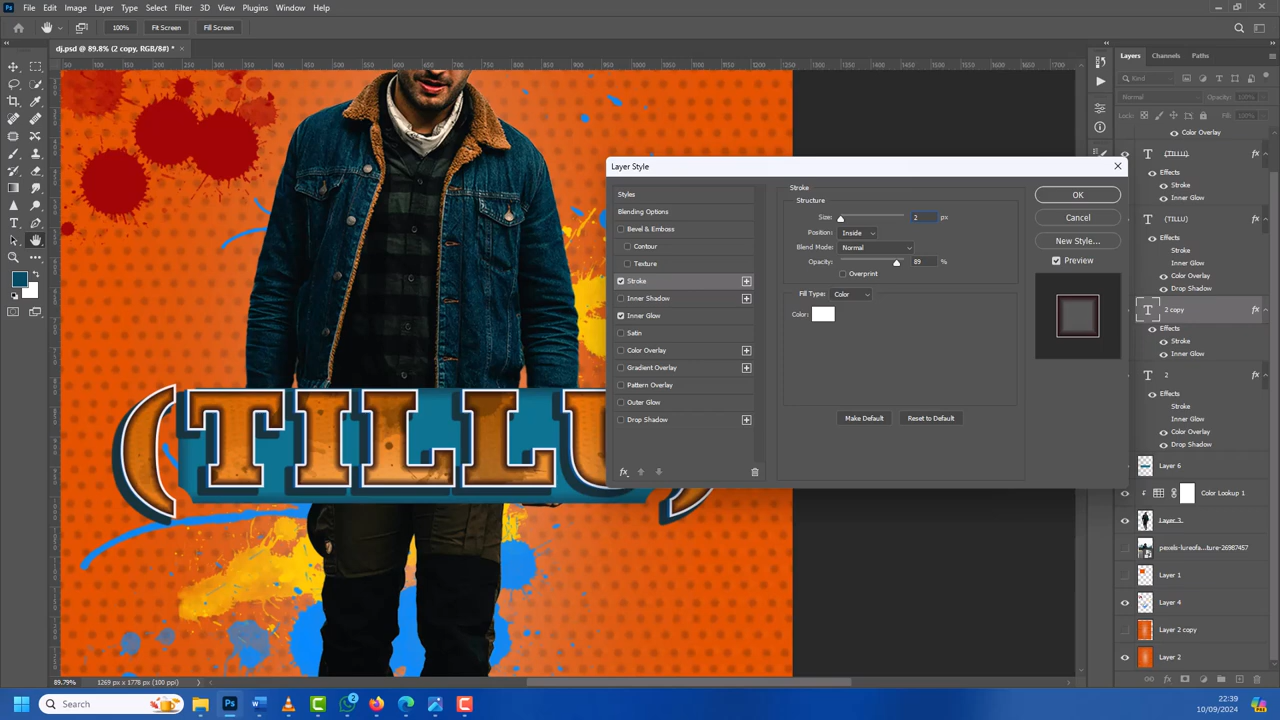 Ps File Edit Image Layer Type Select Filter 3D View Plugins Window Help
100% Fit Screen Fill Screen
dj.psd @ 89.8% (2 copy, RGB/8#) *
Layers Channels Paths
Kind
Normal Opacity: 100%
Lock: Fill: 100%
Color Overlay
(TILLU)
Effects
Stroke
Inner Glow
(TILLU)
Effects
Stroke
Inner Glow
Color Overlay
Drop Shadow
2 copy
Effects
Stroke
Inner Glow
2
Effects
Stroke
Inner Glow
Color Overlay
Drop Shadow
Layer 6
Color Lookup 1
Layer 3
pexels-lureofa...ture-26987457
Layer 1
Layer 4
Layer 2 copy
Layer 2
Layer Style
Styles
Blending Options
Bevel & Emboss
Contour
Texture
Stroke
Inner Shadow
Inner Glow
Satin
Color Overlay
Gradient Overlay
Pattern Overlay
Outer Glow
Drop Shadow
fx
Stroke
Structure
Size: 2 px
Position: Inside
Blend Mode: Normal
Opacity: 89 %
Overprint
Fill Type: Color
Color:
Make Default Reset to Default
OK
Cancel
New Style...
Preview
(TILLU)
89.79% 1269 px x 1778 px (100 ppi)
Search
22:39
10/09/2024